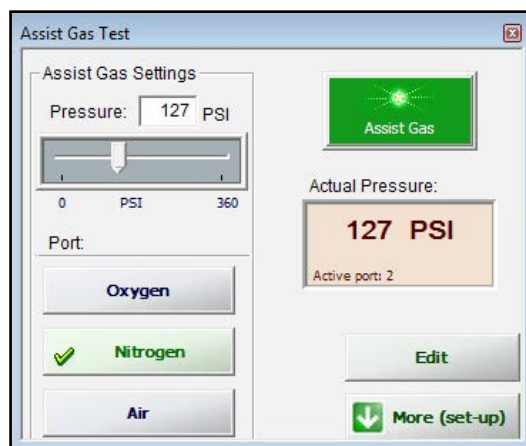 Assist Gas Test
Assist Gas Settings
Pressure: 127 PSI
0 PSI 360
Port:
Oxygen
Nitrogen
Air
Assist Gas
Actual Pressure:
127 PSI
Active port: 2
Edit
More (set-up)